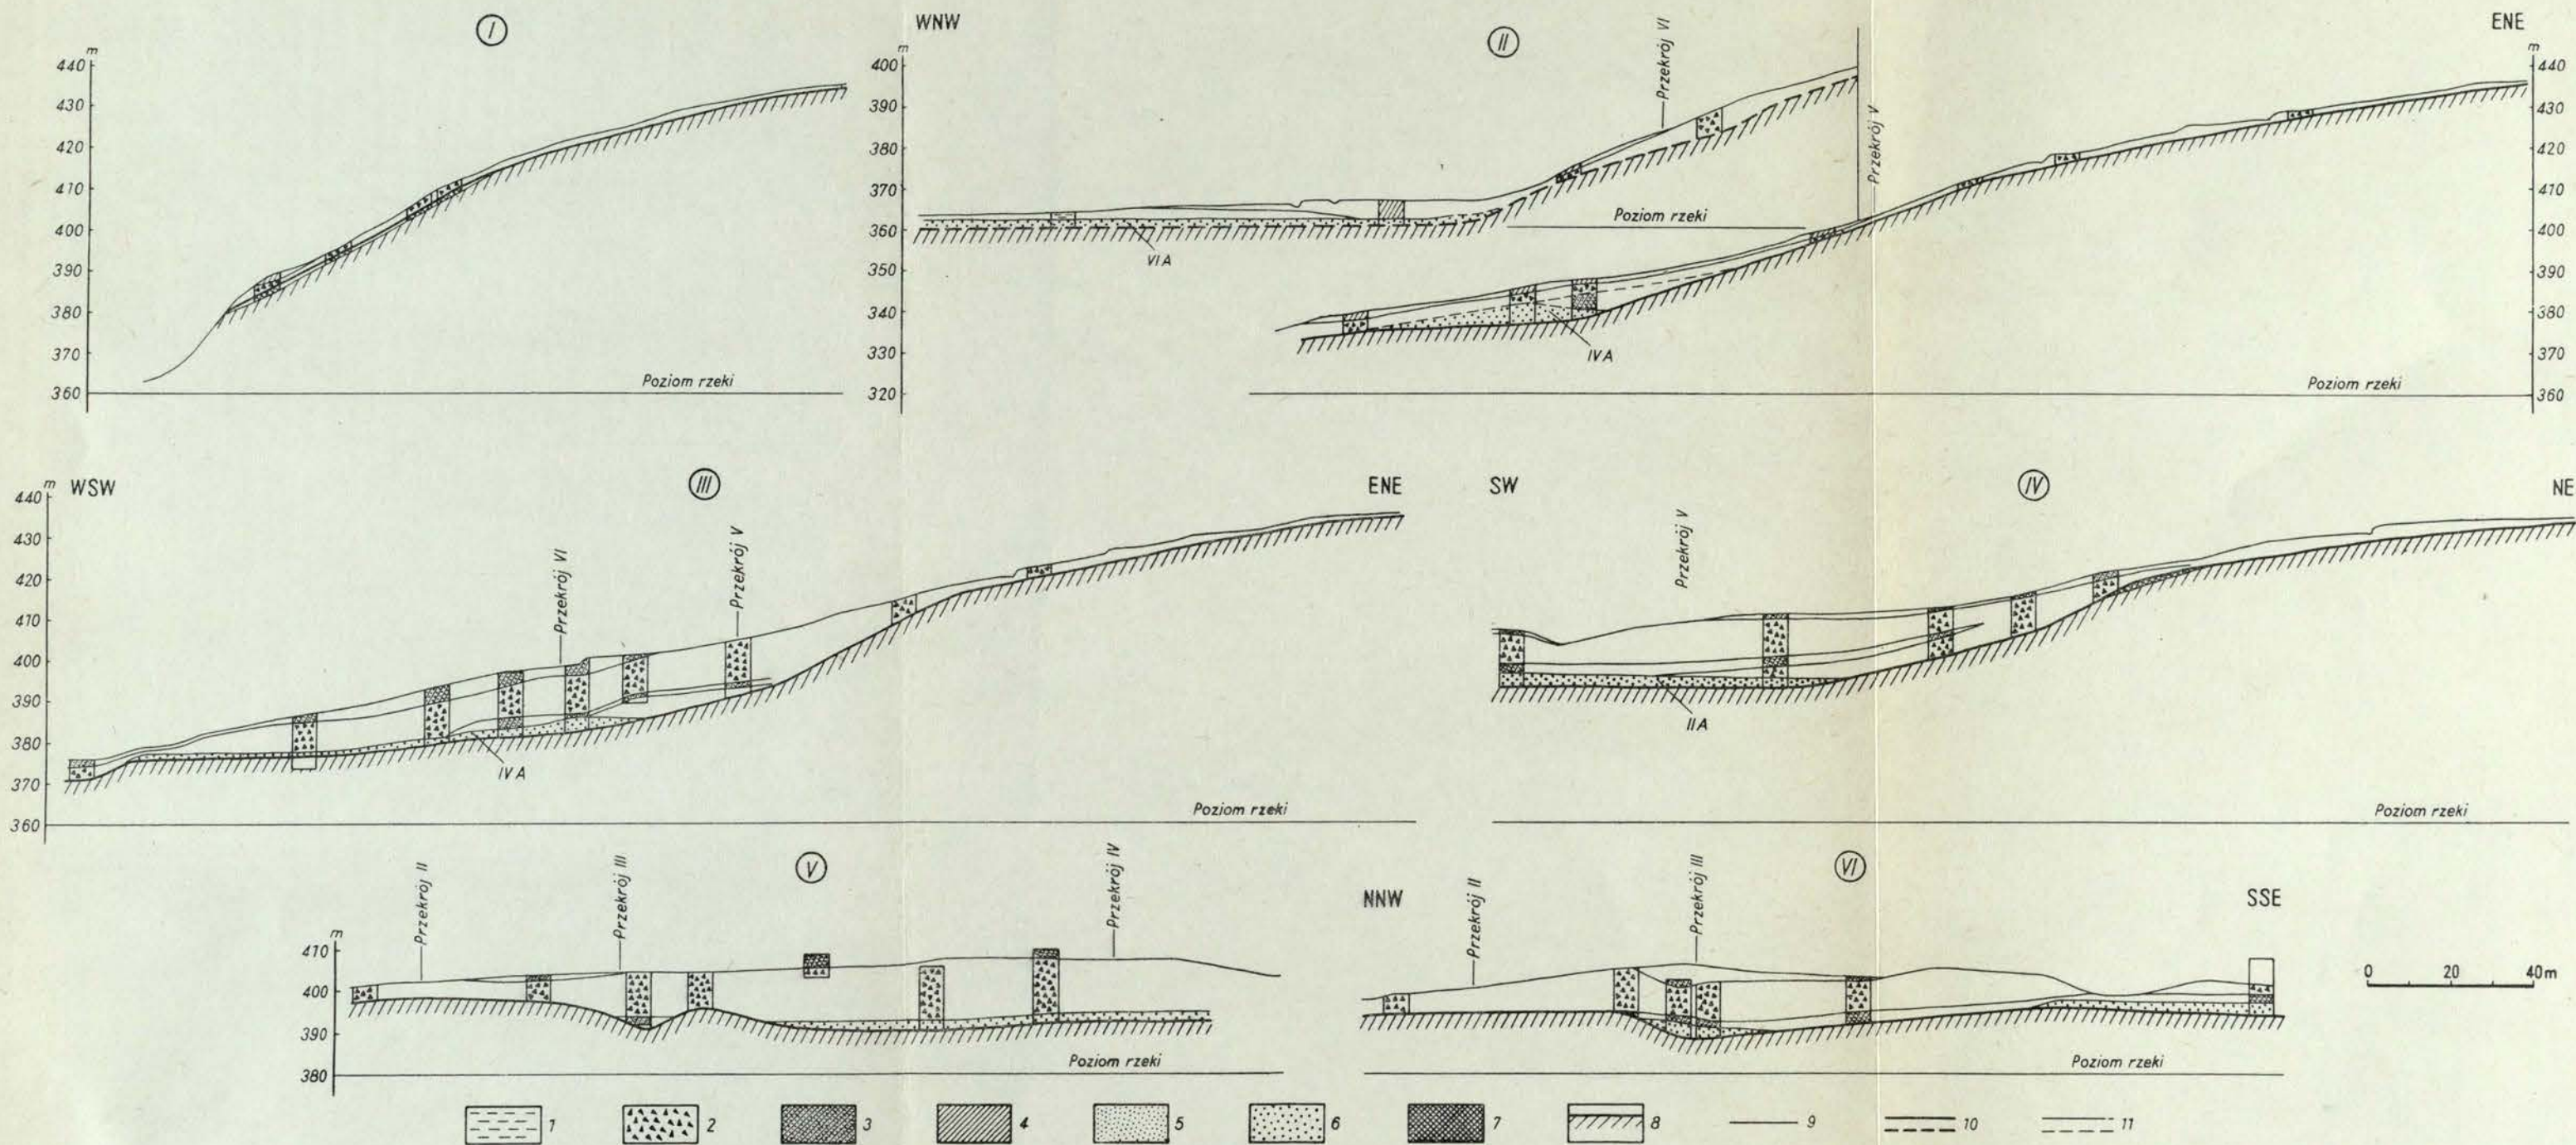 I
m
440
430
420
410
400
390
380
370
360
Poziom rzeki
WNW
II
ENE
m
400
390
380
370
360
350
340
330
320
Przekrój VI
Przekrój V
Poziom rzeki
VI A
IV A
Poziom rzeki
m
440
430
420
410
400
390
380
370
360
WSW
III
ENE
m
440
430
420
410
400
390
380
370
360
Przekrój VI
Przekrój V
IV A
Poziom rzeki
SW
IV
NE
Przekrój V
II A
Poziom rzeki
V
m
410
400
390
380
Przekrój II
Przekrój III
Przekrój IV
Poziom rzeki
NNW
VI
SSE
Przekrój II
Przekrój III
Poziom rzeki
0 20 40 m
1 2 3 4 5 6 7 8 9 10 11